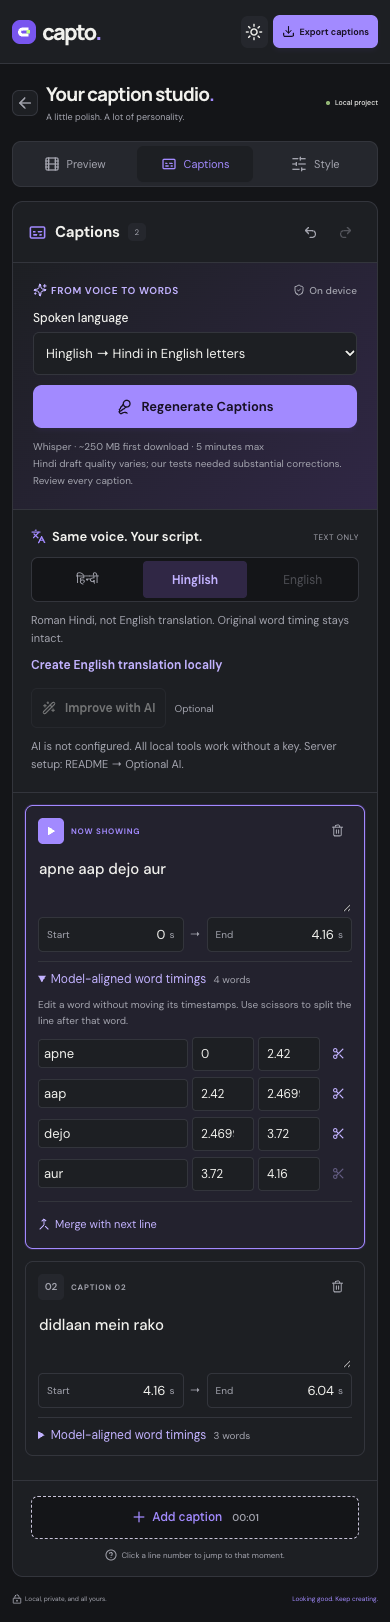 capto.
Export captions
Your caption studio.
A little polish. A lot of personality.
Local project
Preview
Captions
Style
Captions 2
FROM VOICE TO WORDS
On device
Spoken language
Hinglish → Hindi in English letters
Regenerate Captions
Whisper · ~250 MB first download · 5 minutes max
Hindi draft quality varies; our tests needed substantial corrections.
Review every caption.
Same voice. Your script.
TEXT ONLY
हिन्दी
Hinglish
English
Roman Hindi, not English translation. Original word timing stays
intact.
Create English translation locally
Improve with AI
Optional
AI is not configured. All local tools work without a key. Server
setup: README → Optional AI.
NOW SHOWING
apne aap dejo aur
Start 0 s → End 4.16 s
▼ Model-aligned word timings 4 words
Edit a word without moving its timestamps. Use scissors to split the
line after that word.
apne 0 2.42
aap 2.42 2.469
dejo 2.469 3.72
aur 3.72 4.16
Merge with next line
02 CAPTION 02
didlaan mein rako
Start 4.16 s → End 6.04 s
▶ Model-aligned word timings 3 words
+ Add caption 00:01
Click a line number to jump to that moment.
Local, private, and all yours.
Looking good. Keep creating.